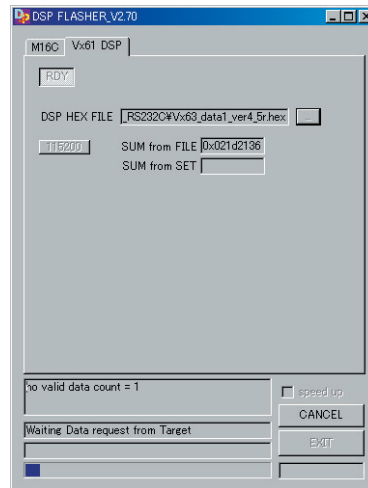 DSP FLASHER_V2.70
M16C Vx61 DSP
RDY
DSP HEX FILE _RS232C¥Vx63_data1_ver4_5r.hex ...
115200 SUM from FILE 0x021d2136
SUM from SET
no valid data count = 1
speed up
CANCEL
Waiting Data request from Target
EXIT